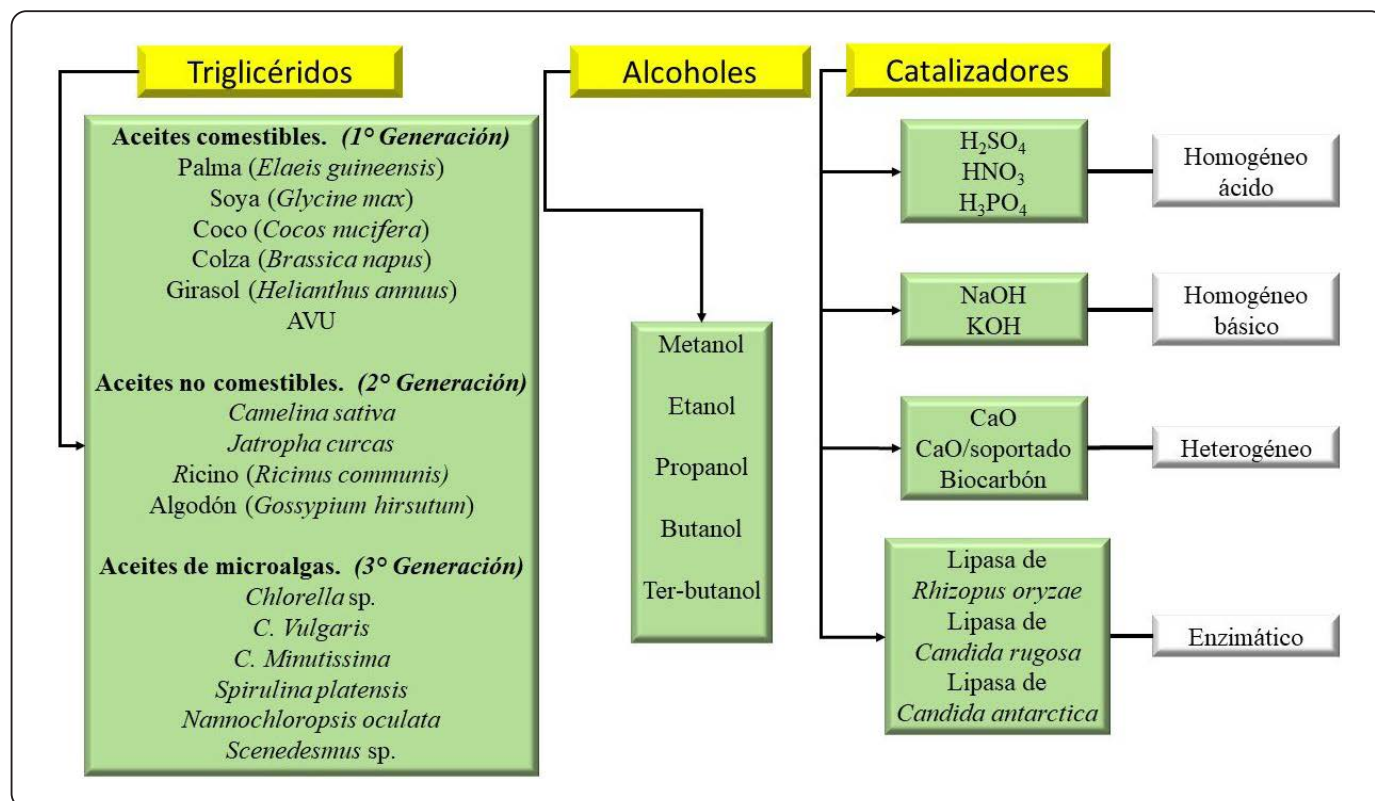 Triglicéridos
Aceites comestibles. (1° Generación)
Palma (Elaeis guineensis)
Soya (Glycine max)
Coco (Cocos nucifera)
Colza (Brassica napus)
Girasol (Helianthus annuus)
AVU
Aceites no comestibles. (2° Generación)
Camelina sativa
Jatropha curcas
Ricino (Ricinus communis)
Algodón (Gossypium hirsutum)
Aceites de microalgas. (3° Generación)
Chlorella sp.
C. Vulgaris
C. Minutissima
Spirulina platensis
Nannochloropsis oculata
Scenedesmus sp.
Alcoholes
Metanol
Etanol
Propanol
Butanol
Ter-butanol
Catalizadores
H₂SO₄
HNO₃
H₃PO₄
Homogéneo
ácido
NaOH
KOH
Homogéneo
básico
CaO
CaO/soportado
Biocarbón
Heterogéneo
Lipasa de
Rhizopus oryzae
Lipasa de
Candida rugosa
Lipasa de
Candida antarctica
Enzimático